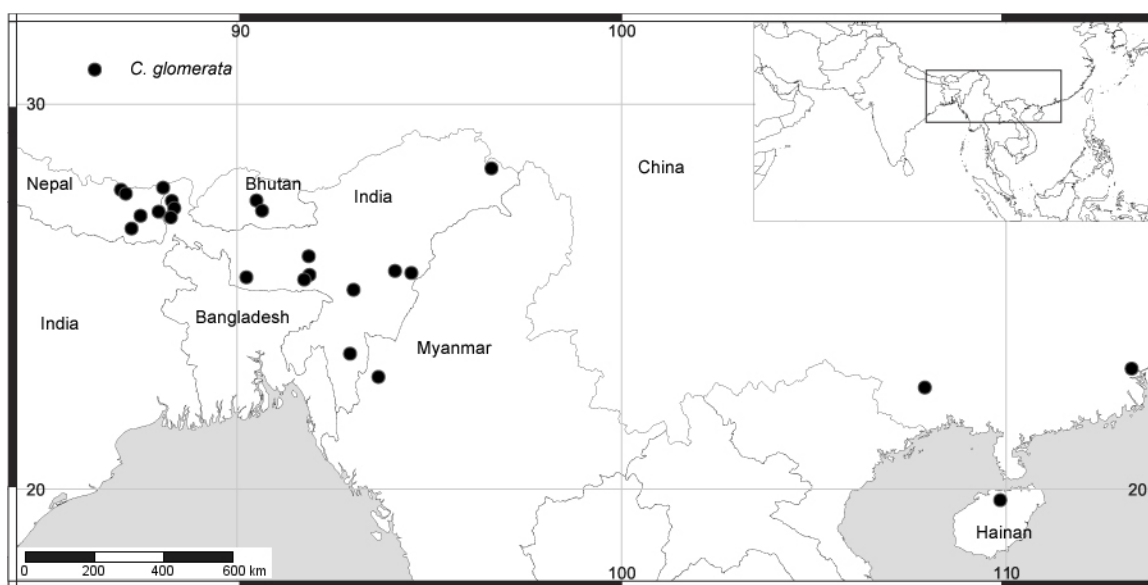 90
100
C. glomerata
30
China
Nepal
Bhutan
India
Bangladesh
India
Myanmar
20
20
Hainan
0 200 400 600 km
100
110